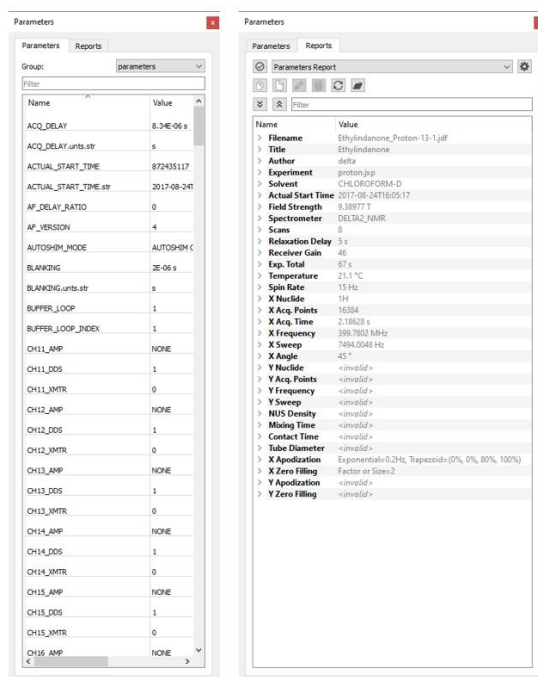 Parameters x
Parameters Reports
Group: parameters
Filter
Name Value
ACQ_DELAY 8.34E-06 s
ACQ_DELAY.unts.str s
ACTUAL_START_TIME 872435117
ACTUAL_START_TIME.str 2017-08-24T
AF_DELAY_RATIO 0
AF_VERSION 4
AUTOSHIM_MODE AUTOSHIM C
BLANKING 2E-06 s
BLANKING.unts.str s
BUFFER_LOOP 1
BUFFER_LOOP_INDEX 1
CH11_AMP NONE
CH11_DDS 1
CH11_XMTR 0
CH12_AMP NONE
CH12_DDS 1
CH12_XMTR 0
CH13_AMP NONE
CH13_DDS 1
CH13_XMTR 0
CH14_AMP NONE
CH14_DDS 1
CH14_XMTR 0
CH15_AMP NONE
CH15_DDS 1
CH15_XMTR 0
CH16_AMP NONE
Parameters
Parameters Reports
Parameters Report
Filter
Name Value
Filename Ethylindanone_Proton-13-1.jdf
Title Ethylindanone
Author delta
Experiment proton.jxp
Solvent CHLOROFORM-D
Actual Start Time 2017-08-24T16:05:17
Field Strength 9.38977 T
Spectrometer DELTA2_NMR
Scans 8
Relaxation Delay 5 s
Receiver Gain 46
Exp. Total 67 s
Temperature 21.1 °C
Spin Rate 15 Hz
X Nuclide 1H
X Acq. Points 16384
X Acq. Time 2.18628 s
X Frequency 399.7802 MHz
X Sweep 7494.0048 Hz
X Angle 45 °
Y Nuclide <invalid>
Y Acq. Points <invalid>
Y Frequency <invalid>
Y Sweep <invalid>
NUS Density <invalid>
Mixing Time <invalid>
Contact Time <invalid>
Tube Diameter <invalid>
X Apodization Exponential=0.2Hz, Trapezoid=(0%, 0%, 80%, 100%)
X Zero Filling Factor or Size=2
Y Apodization <invalid>
Y Zero Filling <invalid>